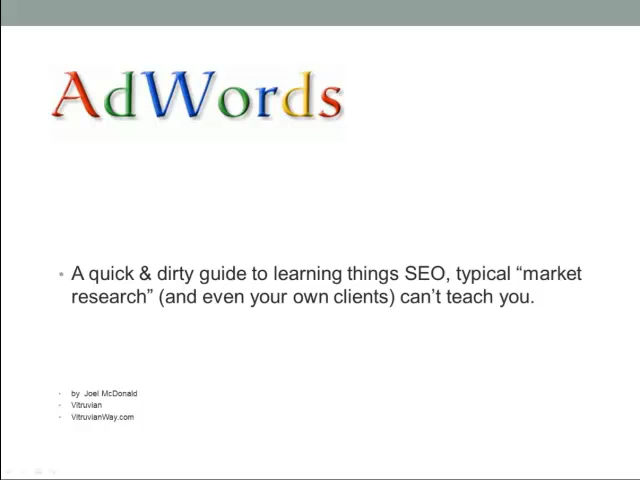 AdWords
• A quick & dirty guide to learning things SEO, typical “market
research” (and even your own clients) can’t teach you.
• by Joel McDonald
• Vitruvian
• VitruvianWay.com